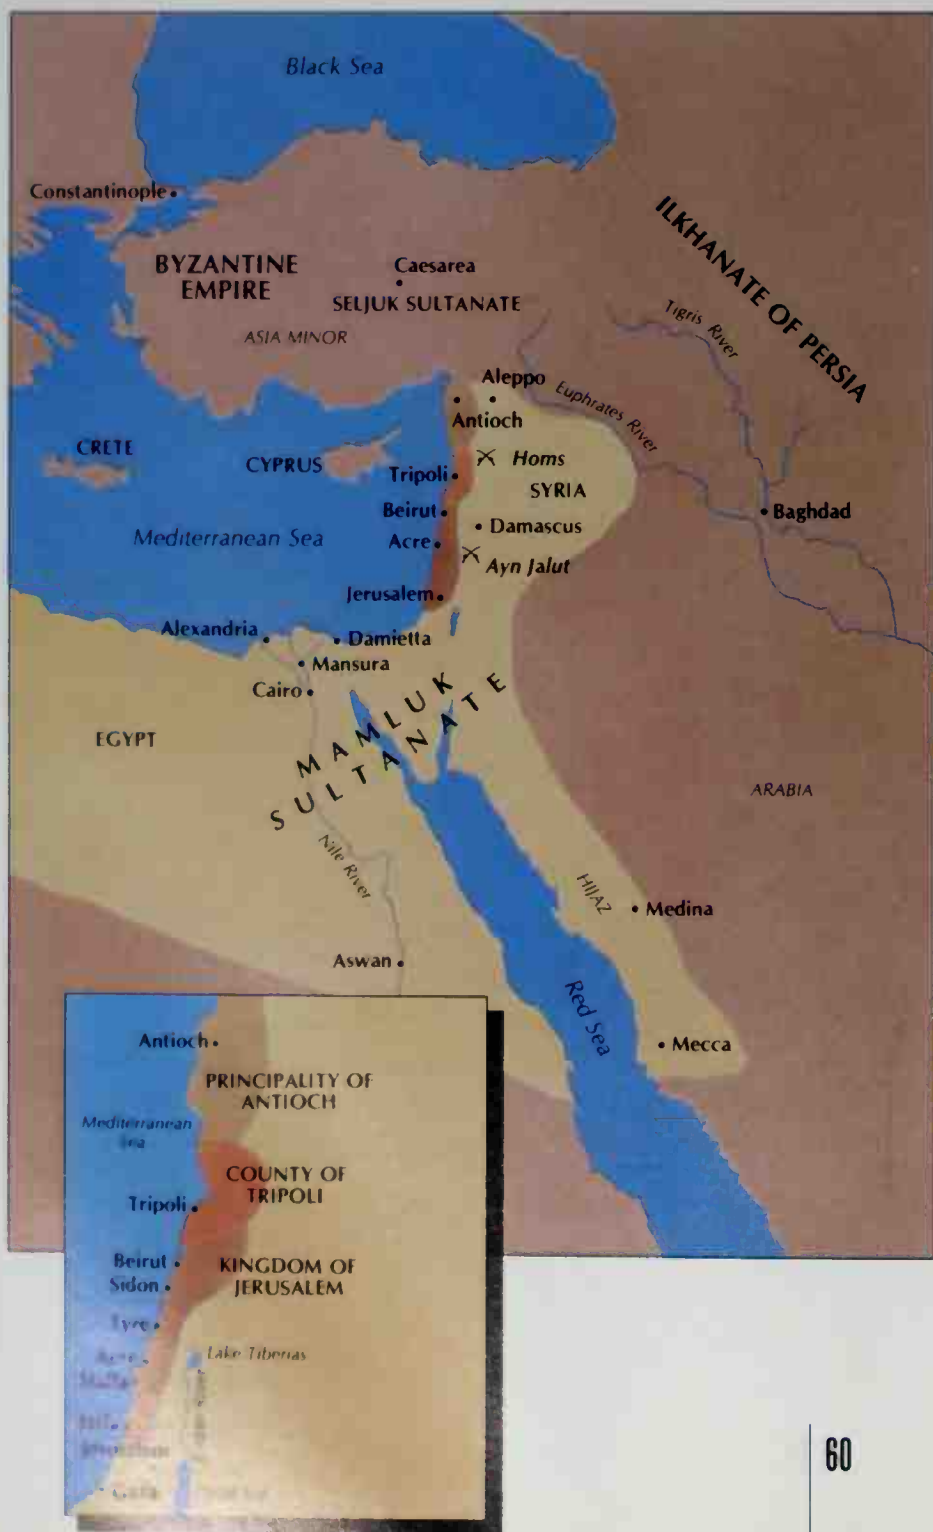 Black Sea
Constantinople
ILKHANATE OF PERSIA
BYZANTINE
EMPIRE
Caesarea
SELJUK SULTANATE
ASIA MINOR
Tigris River
Aleppo
Euphrates River
Antioch
CRETE
CYPRUS
Homs
Tripoli
SYRIA
Beirut
Baghdad
Damascus
Mediterranean Sea
Acre
Ayn Jalut
Jerusalem
Alexandria
Damietta
Mansura
Cairo
MAMLUK
SULTANATE
EGYPT
ARABIA
Nile River
HIJAZ
Medina
Aswan
Red Sea
Mecca
Antioch
PRINCIPALITY OF
ANTIOCH
Mediterranean
Sea
COUNTY OF
TRIPOLI
Tripoli
Beirut
KINGDOM OF
JERUSALEM
Sidon
Tyre
Lake Tiberias
Acre
60